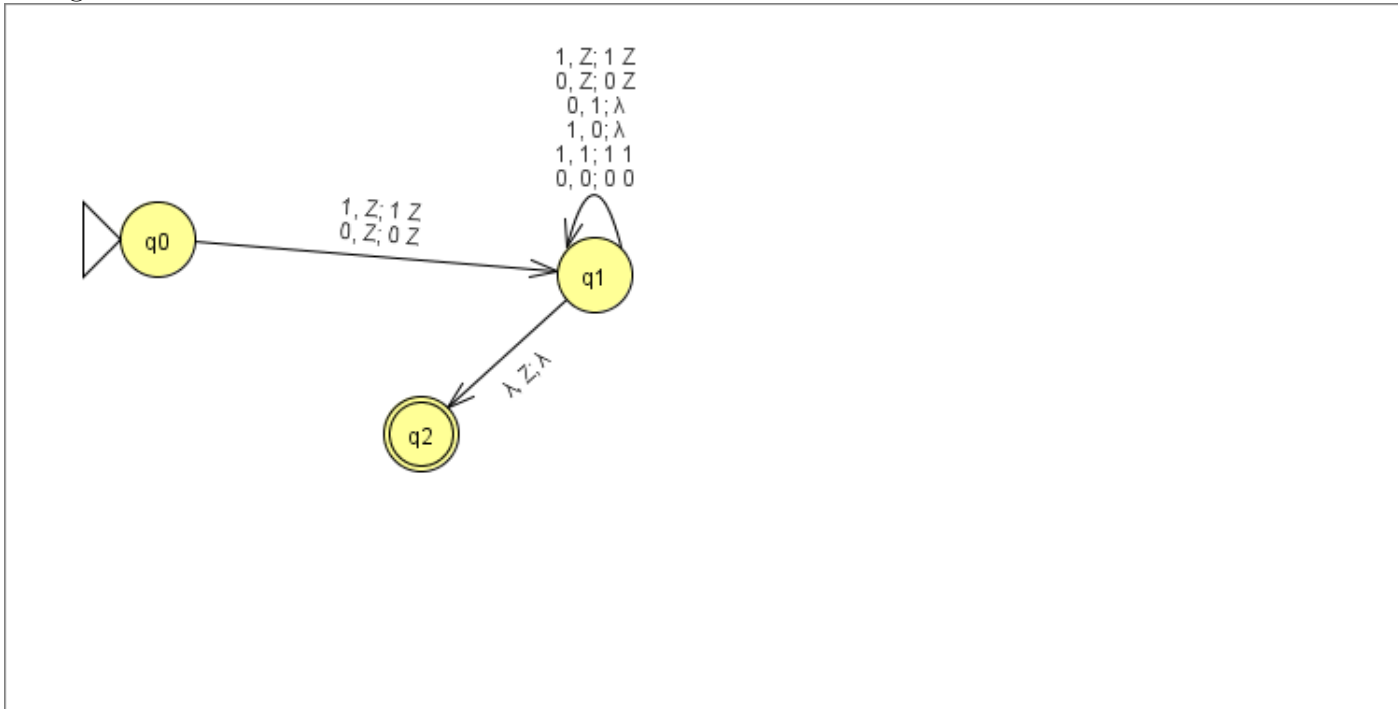 1, Z; 1 Z
0, Z; 0 Z
0, 1; λ
1, 0; λ
1, 1; 1 1
0, 0; 0 0
1, Z; 1 Z
0, Z; 0 Z
q0
q1
λ, Z; λ
q2